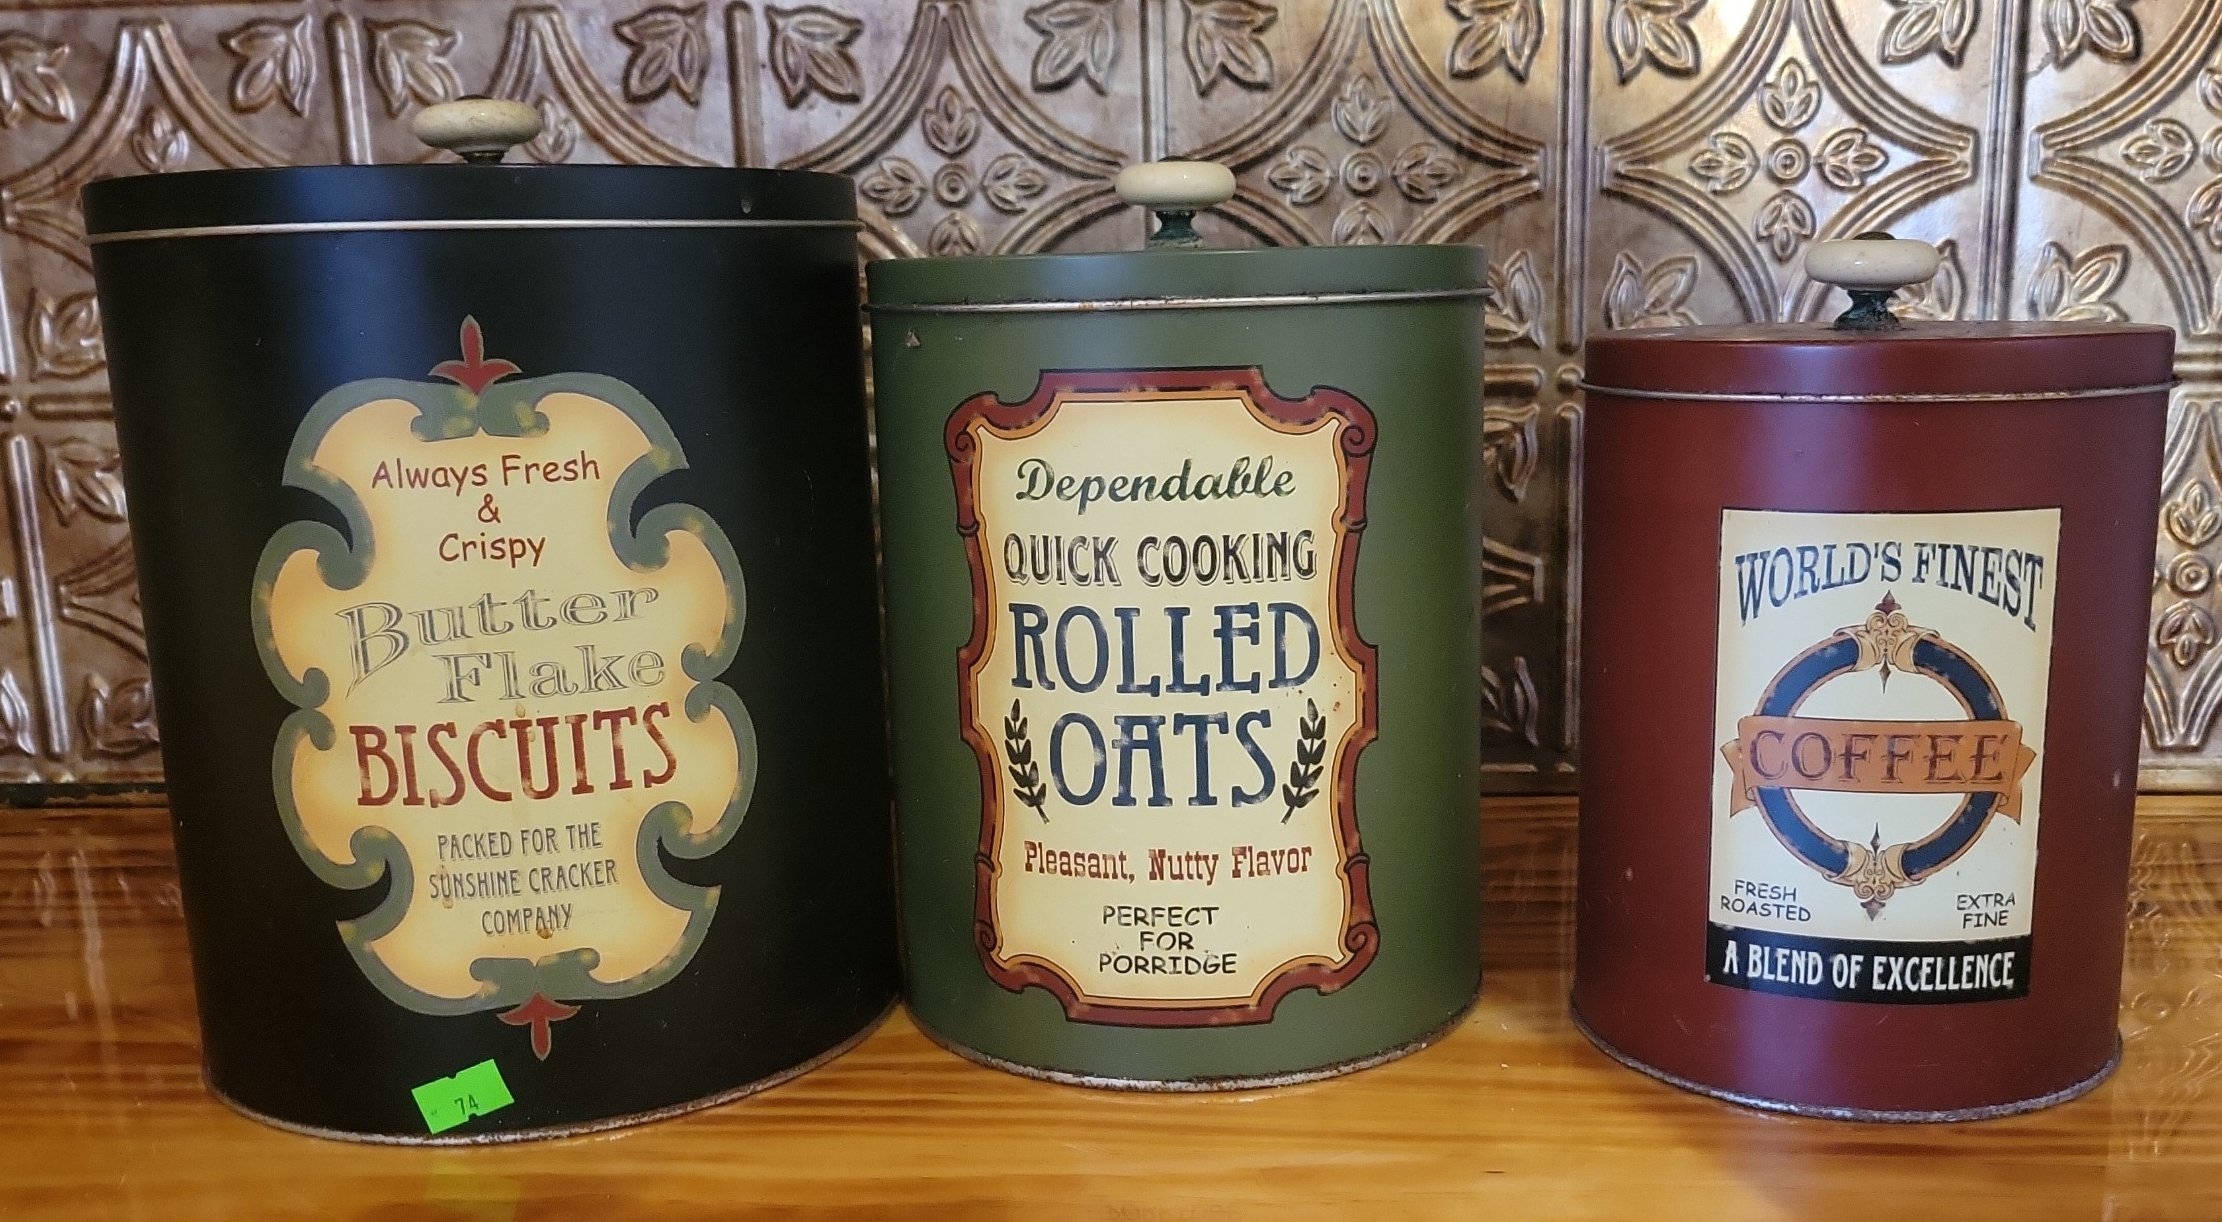 Always Fresh
&
Crispy
Butter
Flake
BISCUITS
PACKED FOR THE
SUNSHINE CRACKER
COMPANY
74
Dependable
QUICK COOKING
ROLLED
OATS
Pleasant, Nutty Flavor
PERFECT
FOR
PORRIDGE
WORLD'S FINEST
COFFEE
FRESH
ROASTED
EXTRA
FINE
A BLEND OF EXCELLENCE